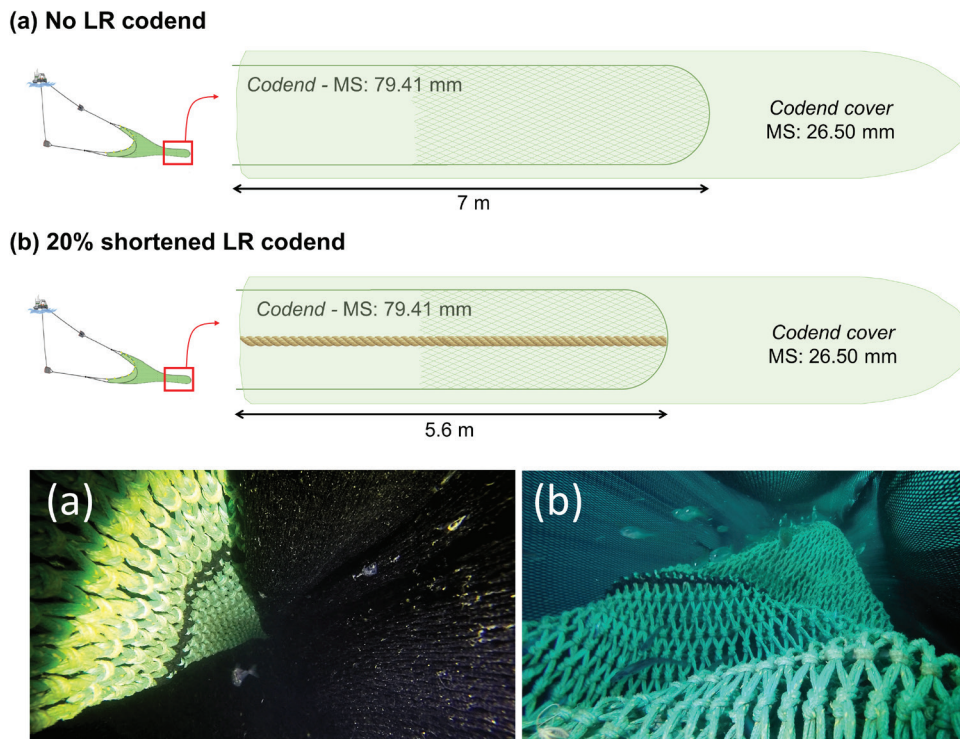 (a) No LR codend
Codend - MS: 79.41 mm
Codend cover
MS: 26.50 mm
7 m
(b) 20% shortened LR codend
Codend - MS: 79.41 mm
Codend cover
MS: 26.50 mm
5.6 m
(a)
(b)